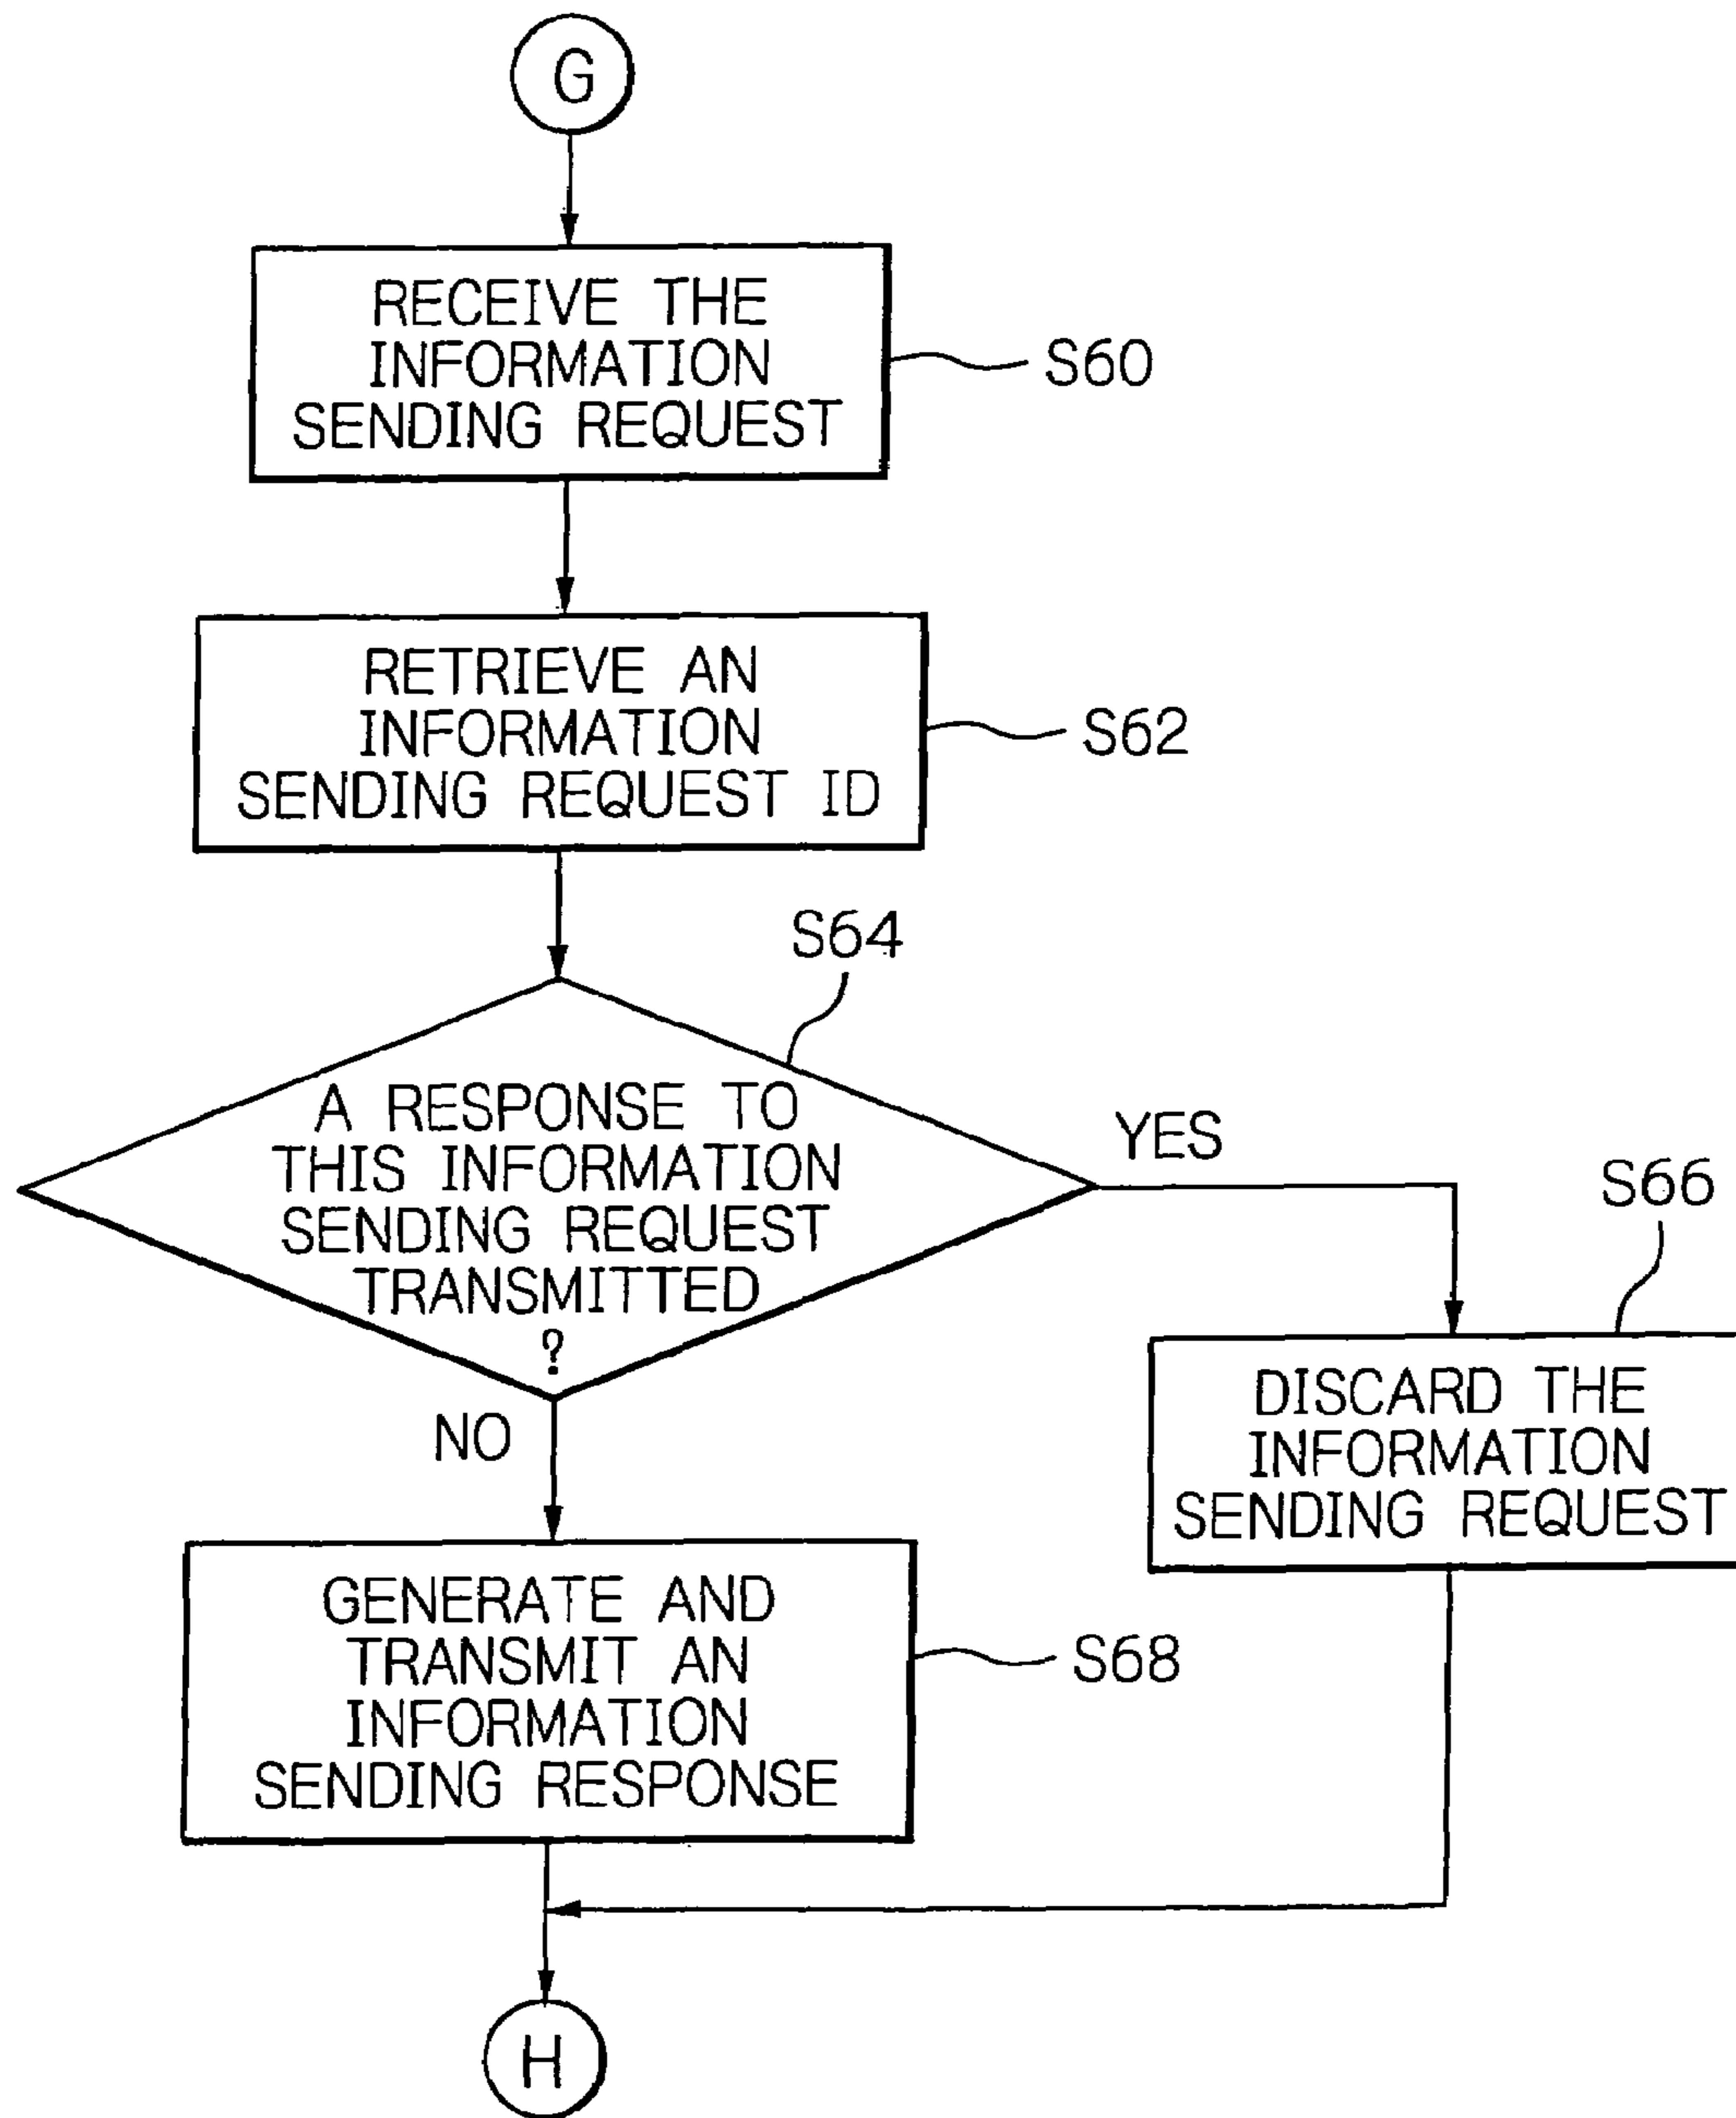 G
RECEIVE THE
INFORMATION
SENDING REQUEST
S60
RETRIEVE AN
INFORMATION
SENDING REQUEST ID
S62
S64
A RESPONSE TO
THIS INFORMATION
SENDING REQUEST
TRANSMITTED
?
YES
NO
S66
DISCARD THE
INFORMATION
SENDING REQUEST
GENERATE AND
TRANSMIT AN
INFORMATION
SENDING RESPONSE
S68
H